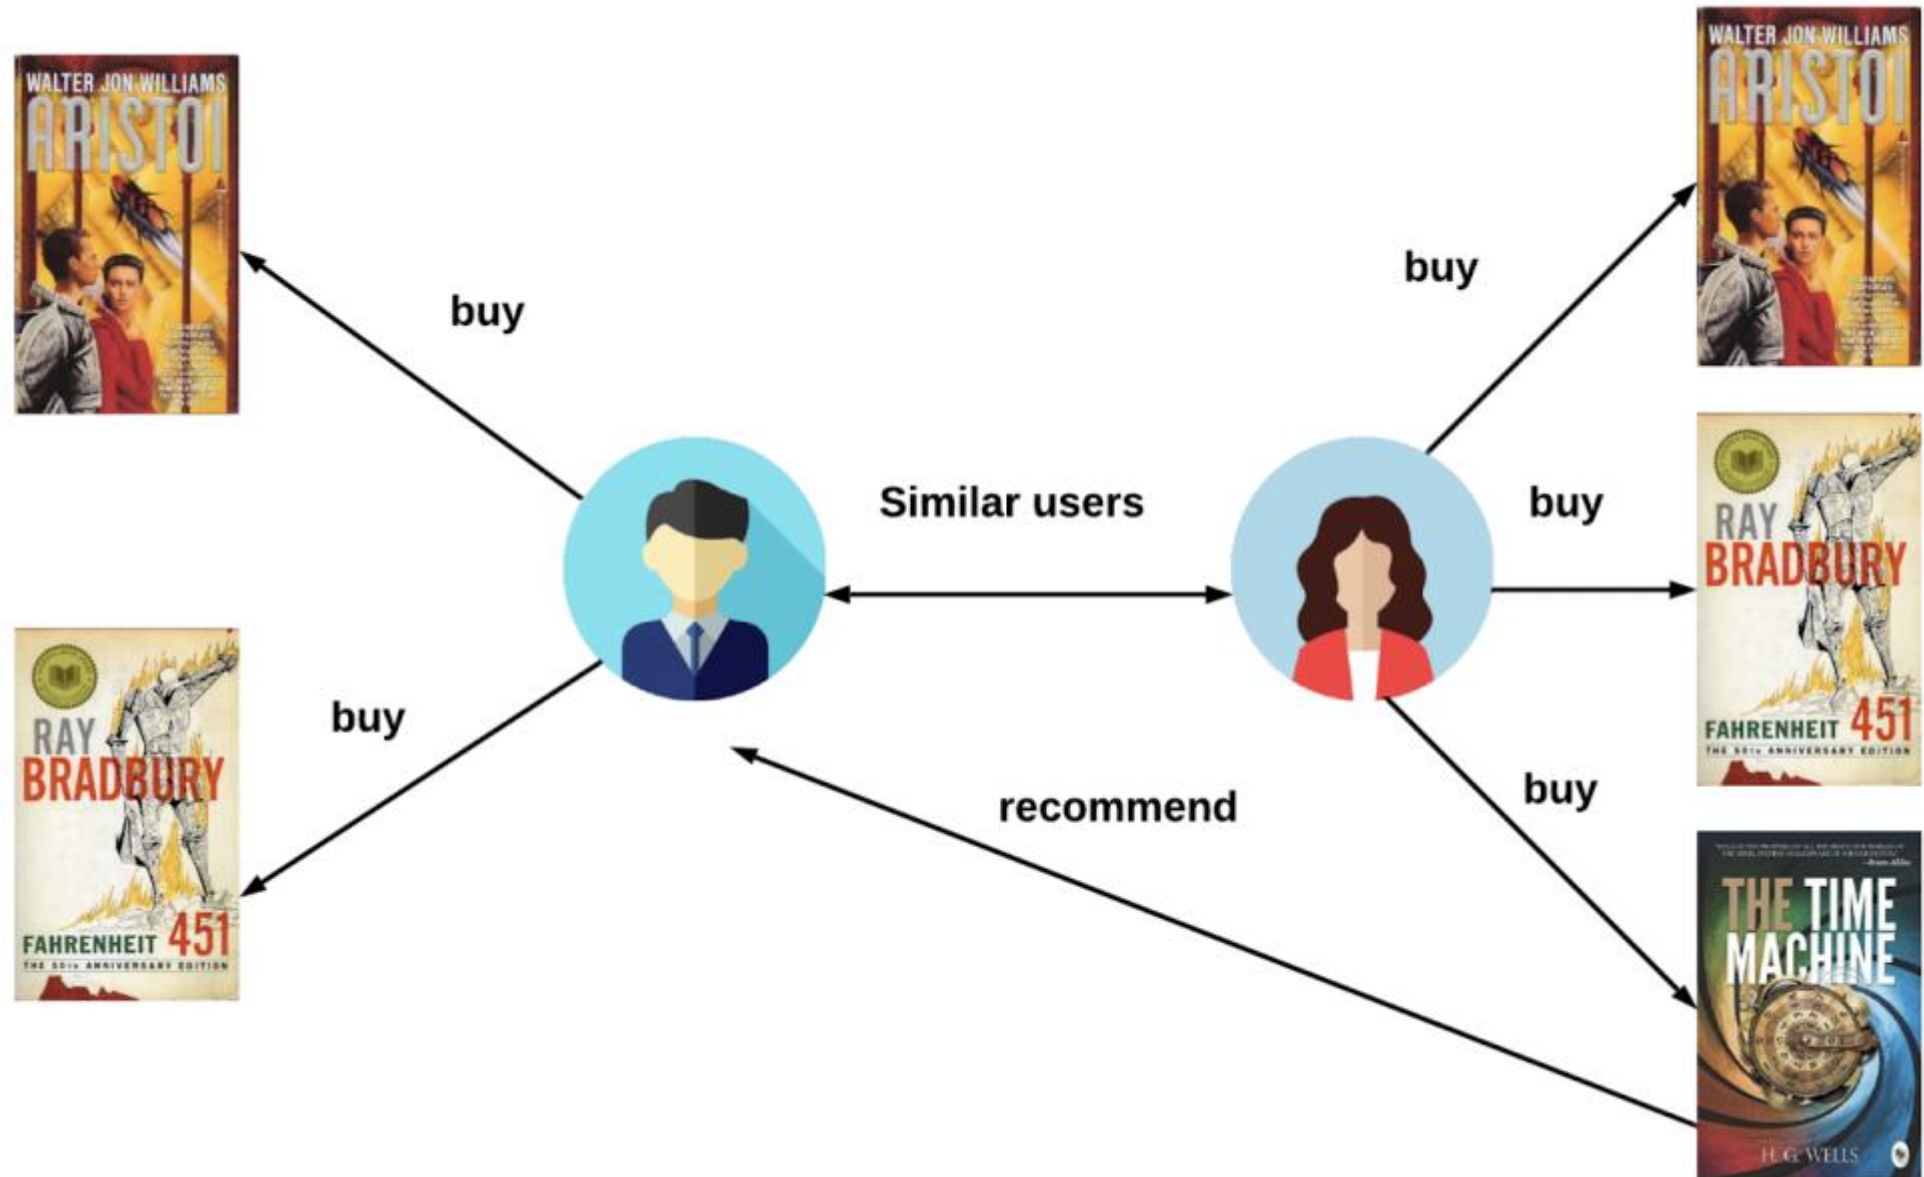 WALTER JON WILLIAMS
ARISTOI
buy
RAY
BRADBURY
FAHRENHEIT 451
THE 50th ANNIVERSARY EDITION
buy
Similar users
recommend
buy
WALTER JON WILLIAMS
ARISTOI
buy
RAY
BRADBURY
FAHRENHEIT 451
THE 50th ANNIVERSARY EDITION
buy
THE TIME
MACHINE
H. G. WELLS